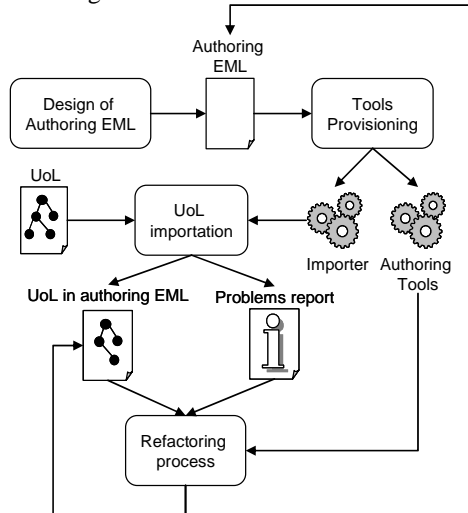 Authoring
EML
Design of
Authoring EML
Tools
Provisioning
UoL
UoL
importation
Importer
Authoring
Tools
UoL in authoring EML
Problems report
Refactoring
process